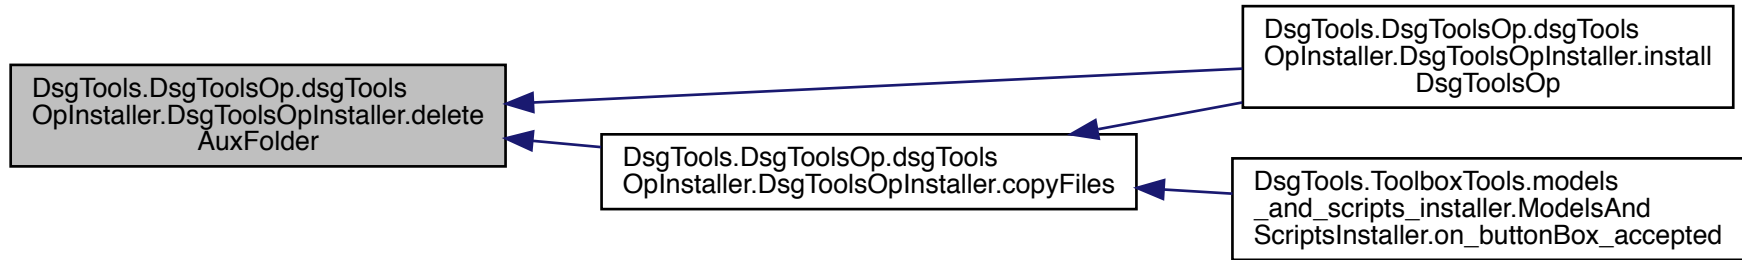 DsgTools.DsgToolsOp.dsgTools
OpInstaller.DsgToolsOpInstaller.delete
AuxFolder
DsgTools.DsgToolsOp.dsgTools
OpInstaller.DsgToolsOpInstaller.copyFiles
DsgTools.DsgToolsOp.dsgTools
OpInstaller.DsgToolsOpInstaller.install
DsgToolsOp
DsgTools.ToolboxTools.models
_and_scripts_installer.ModelsAnd
ScriptsInstaller.on_buttonBox_accepted